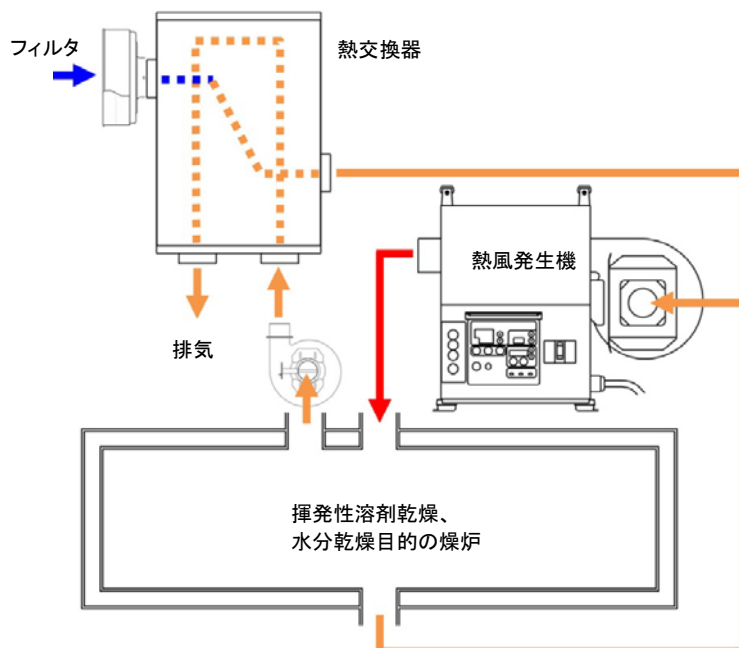 フィルタ
熱交換器
熱風発生機
排気
揮発性溶剤乾燥、
水分乾燥目的の燥炉